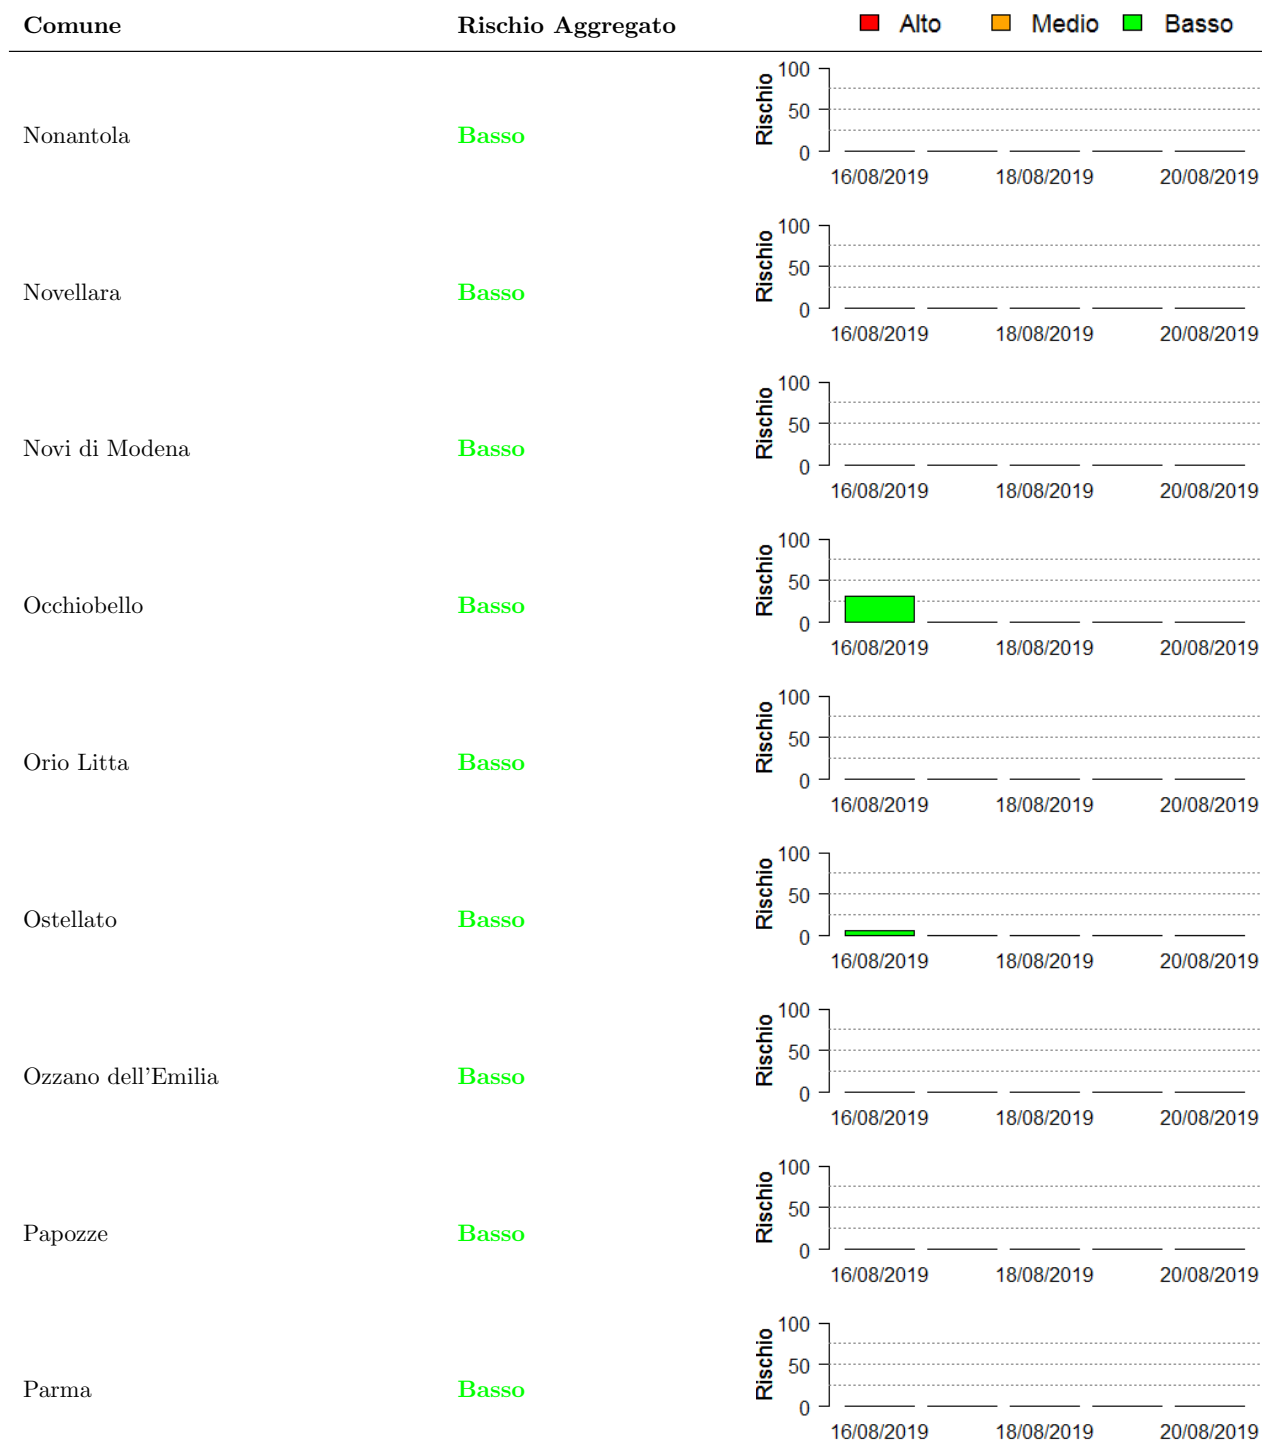 Comune Rischio Aggregato Alto Medio Basso
Nonantola Basso
Rischio
100
50
0
16/08/2019 18/08/2019 20/08/2019
Novellara Basso
Rischio
100
50
0
16/08/2019 18/08/2019 20/08/2019
Novi di Modena Basso
Rischio
100
50
0
16/08/2019 18/08/2019 20/08/2019
Occhiobello Basso
Rischio
100
50
0
16/08/2019 18/08/2019 20/08/2019
Orio Litta Basso
Rischio
100
50
0
16/08/2019 18/08/2019 20/08/2019
Ostellato Basso
Rischio
100
50
0
16/08/2019 18/08/2019 20/08/2019
Ozzano dell'Emilia Basso
Rischio
100
50
0
16/08/2019 18/08/2019 20/08/2019
Papozze Basso
Rischio
100
50
0
16/08/2019 18/08/2019 20/08/2019
Parma Basso
Rischio
100
50
0
16/08/2019 18/08/2019 20/08/2019